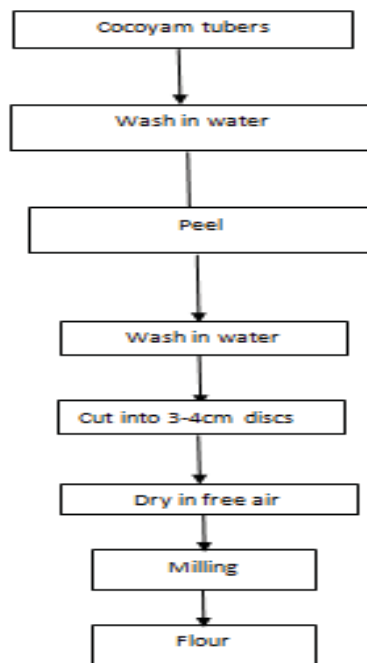 Cocoyam tubers
Wash in water
Peel
Wash in water
Cut into 3-4cm discs
Dry in free air
Milling
Flour